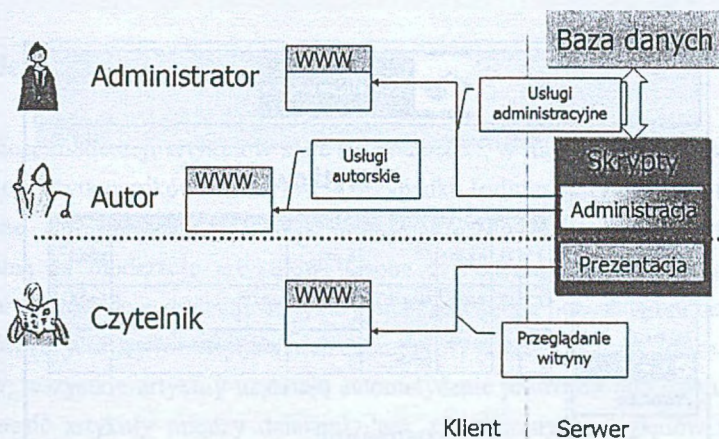 Baza danych
WWW
Administrator
Usługi
administracyjne
Usługi
autorskie
Skrypty
WWW
Autor
Administracja
Prezentacja
WWW
Czytelnik
Przeglądanie
witryny
Klient
Serwer